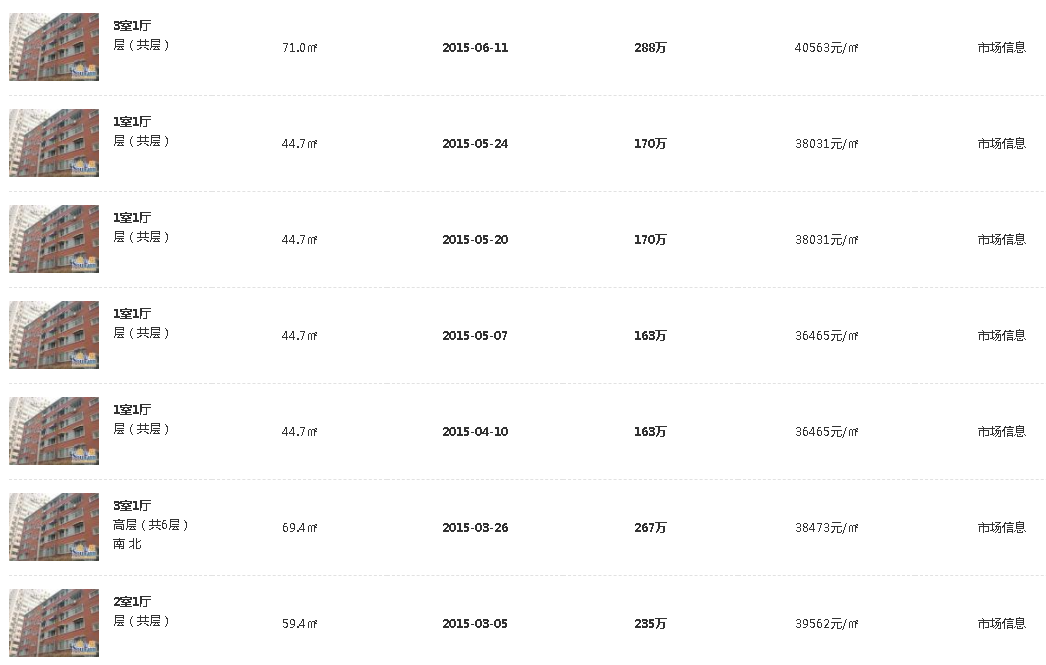 3室1厅
层（共层）
71.0㎡
2015-06-11
288万
40563元/㎡
市场信息
1室1厅
层（共层）
44.7㎡
2015-05-24
170万
38031元/㎡
市场信息
1室1厅
层（共层）
44.7㎡
2015-05-20
170万
38031元/㎡
市场信息
1室1厅
层（共层）
44.7㎡
2015-05-07
163万
36465元/㎡
市场信息
1室1厅
层（共层）
44.7㎡
2015-04-10
163万
36465元/㎡
市场信息
3室1厅
高层（共6层）
南 北
69.4㎡
2015-03-26
267万
38473元/㎡
市场信息
2室1厅
层（共层）
59.4㎡
2015-03-05
235万
39562元/㎡
市场信息